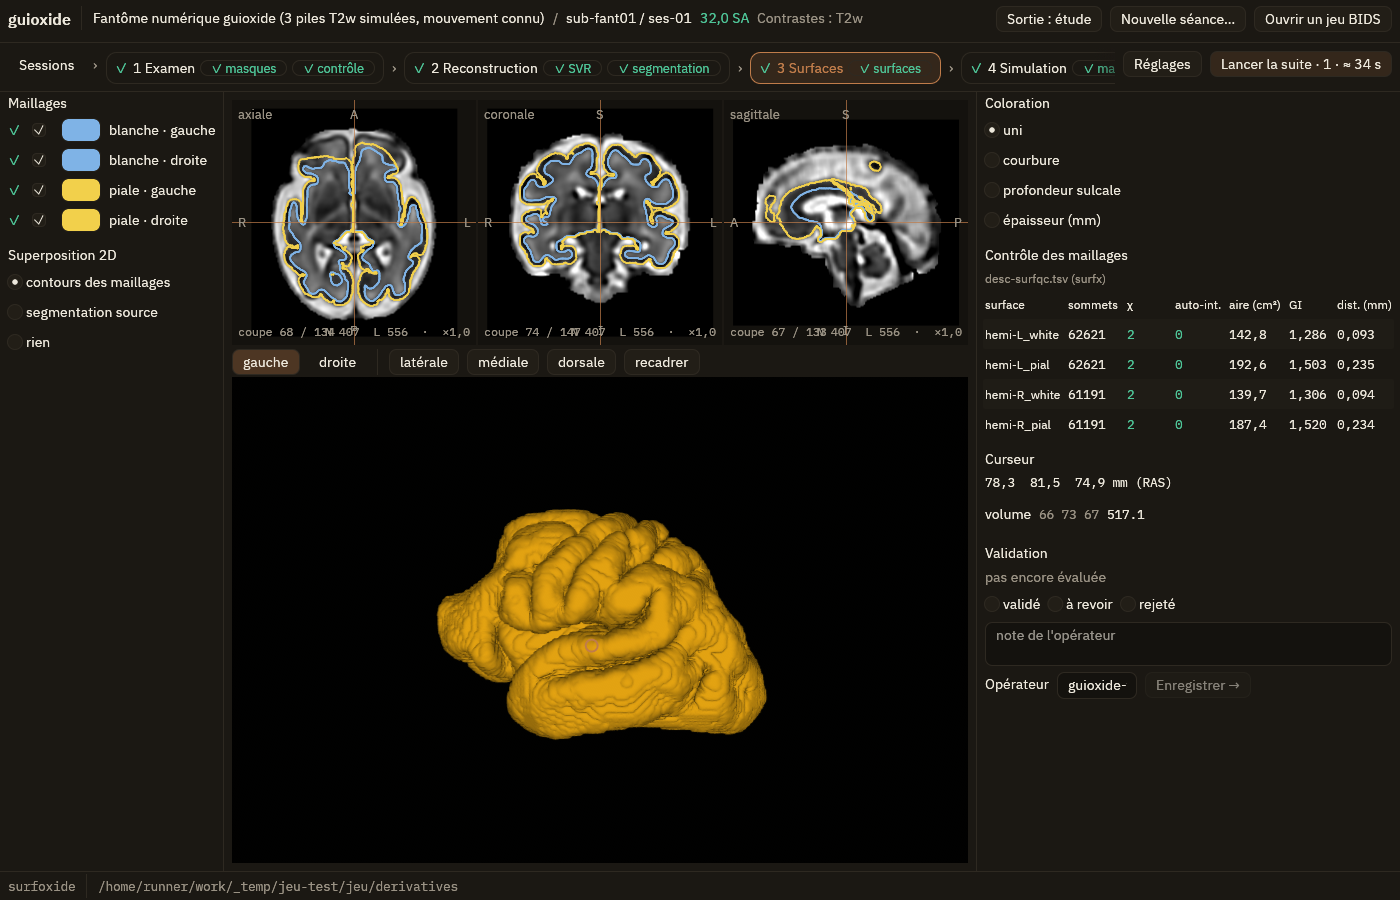 guioxide Fantôme numérique guioxide (3 piles T2w simulées, mouvement connu) / sub-fant01 / ses-01 32,0 SA Contrastes : T2w Sortie : étude Nouvelle séance… Ouvrir un jeu BIDS
Sessions › ✓ 1 Examen ✓ masques ✓ contrôle › ✓ 2 Reconstruction ✓ SVR ✓ segmentation › ✓ 3 Surfaces ✓ surfaces › ✓ 4 Simulation ✓ ma Réglages Lancer la suite · 1 · ≈ 34 s
Maillages
✓ ✓ blanche · gauche
✓ ✓ blanche · droite
✓ ✓ piale · gauche
✓ ✓ piale · droite
Superposition 2D
contours des maillages
segmentation source
rien
axiale A
R L
coupe 68 / L 556 · ×1,0
coronale S
R L
coupe 74 / L 556 · ×1,0
sagittale S
A P
coupe 67 / L 556 · ×1,0
gauche droite latérale médiale dorsale recadrer
Coloration
uni
courbure
profondeur sulcale
épaisseur (mm)
Contrôle des maillages
desc-surfqc.tsv (surfx)
surface sommets χ auto-int. aire (cm²) GI dist. (mm)
hemi-L_white 62621 2 0 142,8 1,286 0,093
hemi-L_pial 62621 2 0 192,6 1,503 0,235
hemi-R_white 61191 2 0 139,7 1,306 0,094
hemi-R_pial 61191 2 0 187,4 1,520 0,234
Curseur
78,3 81,5 74,9 mm (RAS)
volume 66 73 67 517.1
Validation
pas encore évaluée
validé à revoir rejeté
note de l'opérateur
Opérateur guioxide- Enregistrer →
surfoxide /home/runner/work/_temp/jeu-test/jeu/derivatives